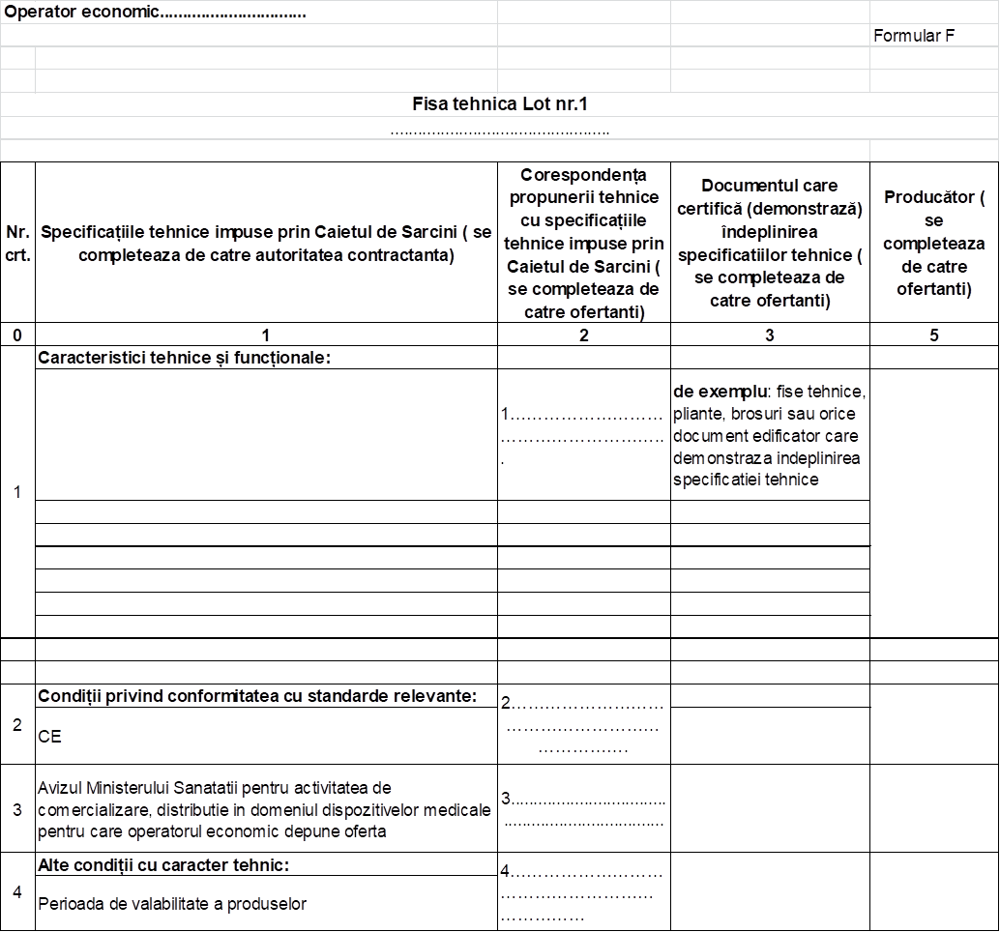 Operator economic................................
Formular F
Fisa tehnica Lot nr.1
…………………………………………
Nr.
crt.
Specificațiile tehnice impuse prin Caietul de Sarcini ( se
completeaza de catre autoritatea contractanta)
Corespondența
propunerii tehnice
cu specificațiile
tehnice impuse prin
Caietul de Sarcini (
se completeaza de
catre ofertanti)
Documentul care
certifică (demonstrază)
îndeplinirea
specificatiilor tehnice (
se completeaza de
catre ofertanti)
Producător (
se
completeaza
de catre
ofertanti)
0
1
2
3
5
1
Caracteristici tehnice și funcționale:
1………………………
………………………..
.
de exemplu: fise tehnice,
pliante, brosuri sau orice
document edificator care
demonstraza indeplinirea
specificatiei tehnice
2
Condiții privind conformitatea cu standarde relevante:
CE
2………………………
………………………
…………….
3
Avizul Ministerului Sanatatii pentru activitatea de
comercializare, distributie in domeniul dispozitivelor medicale
pentru care operatorul economic depune oferta
3..................................
...................................
4
Alte condiții cu caracter tehnic:
Perioada de valabilitate a produselor
4………………………
………………………
……………